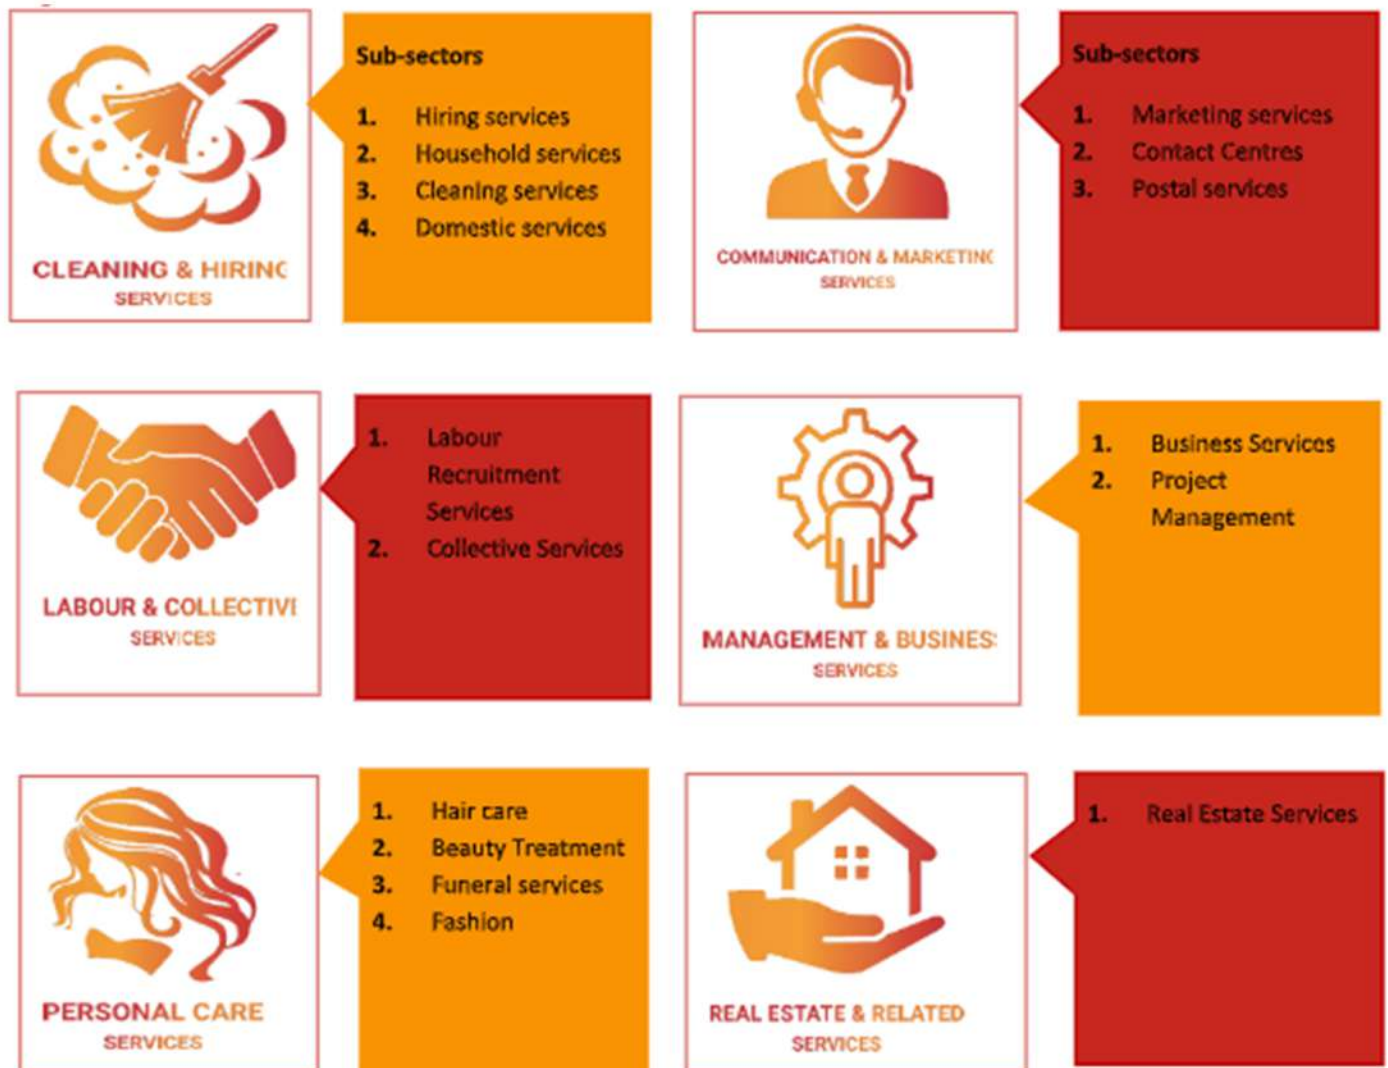 CLEANING & HIRING
SERVICES
Sub-sectors
1. Hiring services
2. Household services
3. Cleaning services
4. Domestic services
COMMUNICATION & MARKETING
SERVICES
Sub-sectors
1. Marketing services
2. Contact Centres
3. Postal services
LABOUR & COLLECTIVE
SERVICES
1. Labour
Recruitment
Services
2. Collective Services
MANAGEMENT & BUSINES
SERVICES
1. Business Services
2. Project
Management
PERSONAL CARE
SERVICES
1. Hair care
2. Beauty Treatment
3. Funeral services
4. Fashion
REAL ESTATE & RELATED
SERVICES
1. Real Estate Services